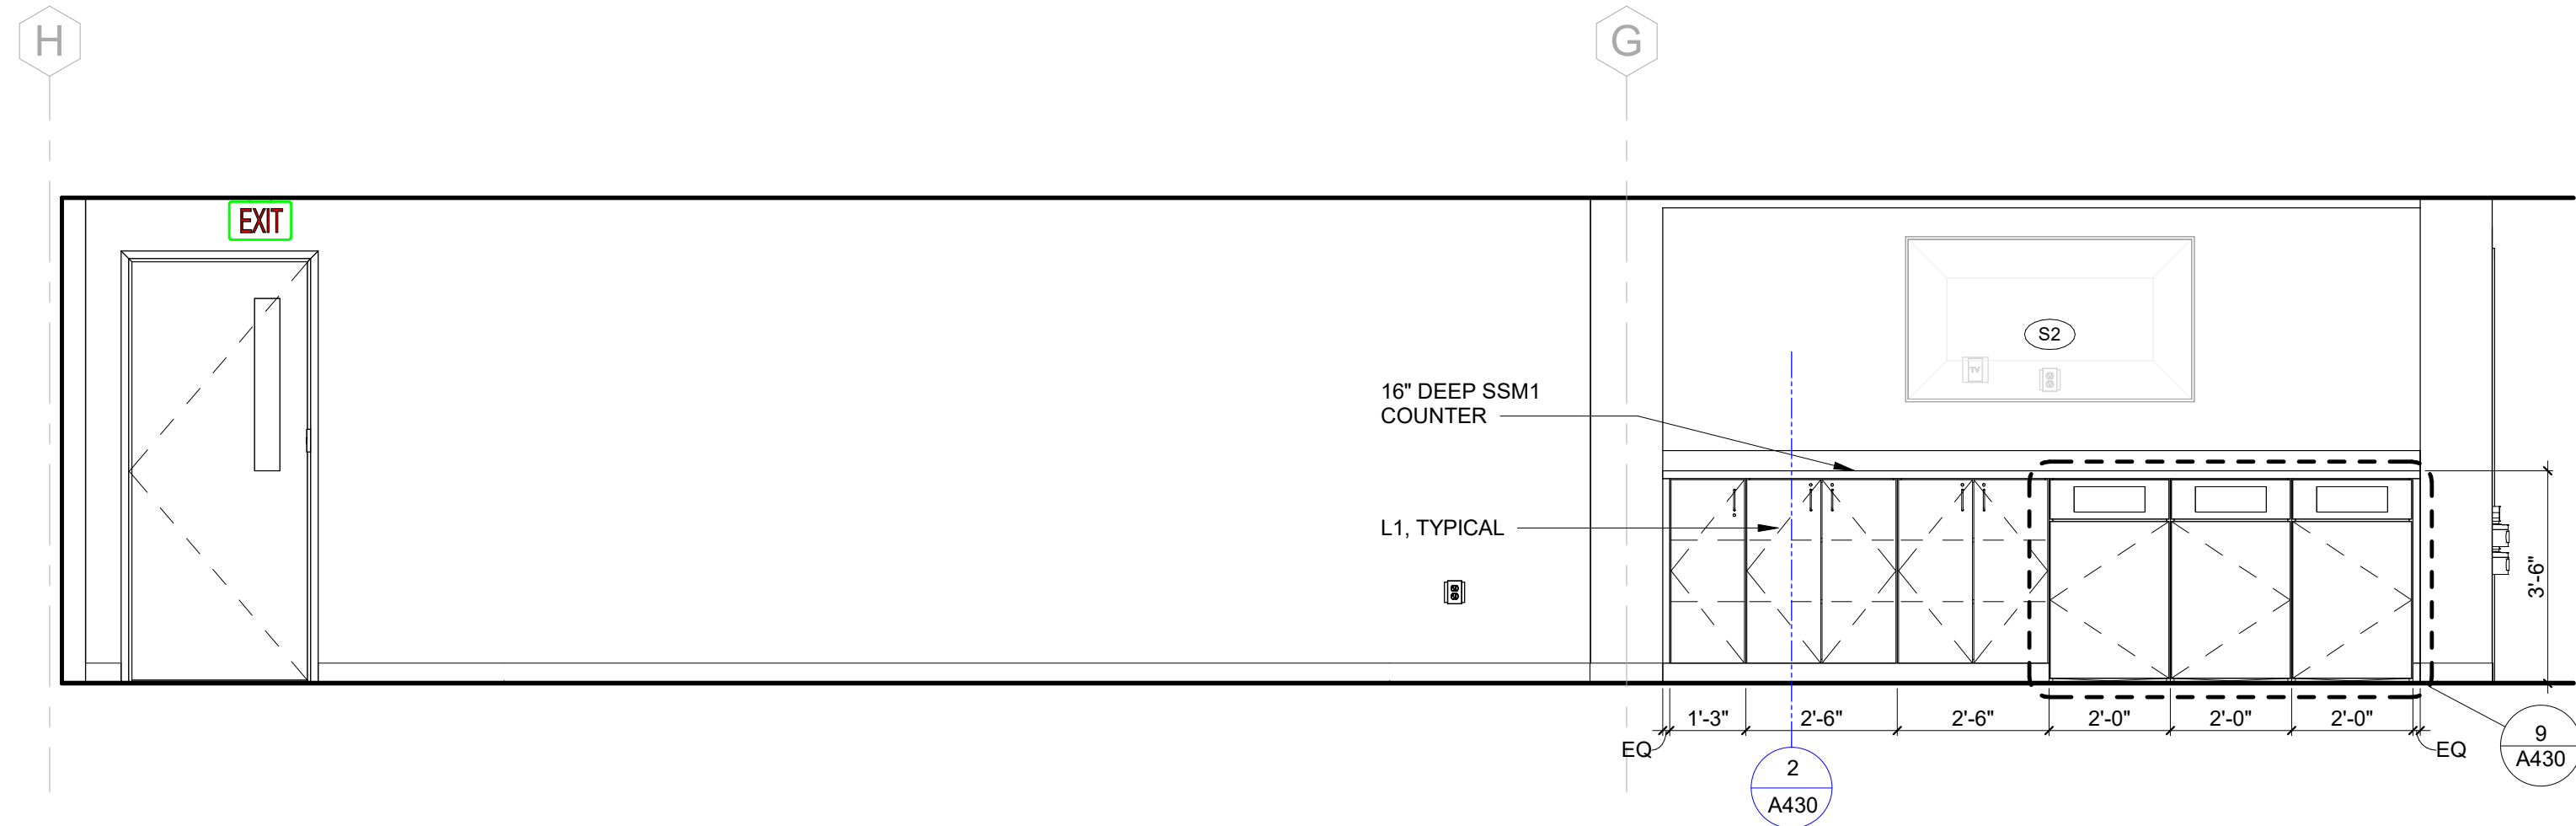 H
G
EXIT
S2
TV
16" DEEP SSM1
COUNTER
L1, TYPICAL
3'-6"
1'-3"
2'-6"
2'-6"
2'-0"
2'-0"
2'-0"
EQ
EQ
9
A430
2
A430